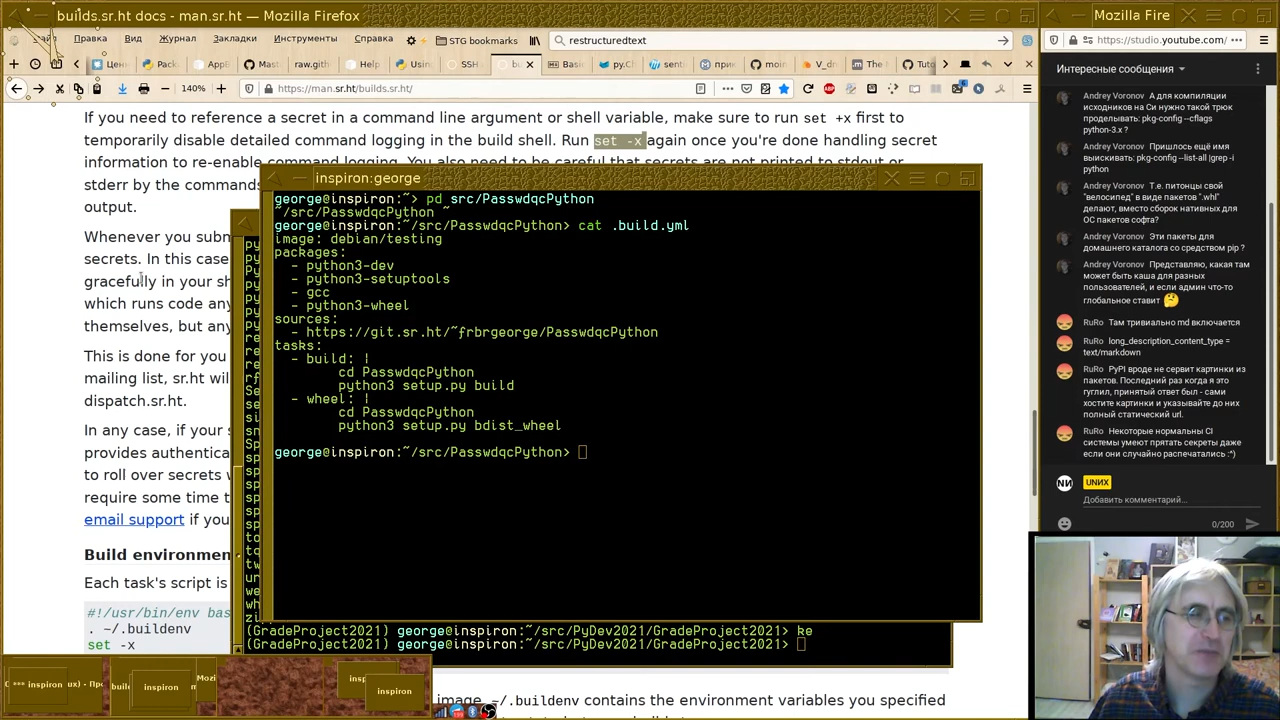 builds.sr.ht docs - man.sr.ht — Mozilla Firefox
Правка Вид Журнал Закладки Инструменты Справка
STG bookmarks
restructuredtext
140%
https://man.sr.ht/builds.sr.ht/
If you need to reference a secret in a command line argument or shell variable, make sure to run set +x first to
temporarily disable detailed command logging in the build shell. Run set -x again once you're done handling secret
information to re-enable command logging. You also need to be careful that secrets are not printed to stdout or
stderr by the commands
output.
Whenever you subm
secrets. In this case
gracefully in your sh
which runs code any
themselves, but any
This is done for you
mailing list, sr.ht wil
dispatch.sr.ht.
In any case, if your s
provides authentica
to roll over secrets w
require some time t
email support if you
Build environmen
Each task's script is
#!/usr/bin/env bas
. ~/.buildenv
set -x
image, ~/.buildenv contains the environment variables you specified
inspiron:george
george@inspiron:~> pd src/PasswdqcPython
~/src/PasswdqcPython ~
george@inspiron:~/src/PasswdqcPython> cat .build.yml
image: debian/testing
packages:
- python3-dev
- python3-setuptools
- gcc
- python3-wheel
sources:
- https://git.sr.ht/~frbrgeorge/PasswdqcPython
tasks:
- build: |
cd PasswdqcPython
python3 setup.py build
- wheel: |
cd PasswdqcPython
python3 setup.py bdist_wheel
george@inspiron:~/src/PasswdqcPython>
(GradeProject2021) george@inspiron:~/src/PyDev2021/GradeProject2021> ke
(GradeProject2021) george@inspiron:~/src/PyDev2021/GradeProject2021>
Mozilla Fire
https://studio.youtube.com/
Интересные сообщения
Andrey Voronov А для компиляции
исходников на Си нужно такой трюк
проделывать: pkg-config --cflags
python-3.x ?
Andrey Voronov Пришлось ещё имя
выискивать: pkg-config --list-all |grep -i
python
Andrey Voronov Т.е. питонцы свой
"велосипед" в виде пакетов ".whl"
делают, вместо сборок нативных для
ОС пакетов софта?
Andrey Voronov Эти пакеты для
домашнего каталога со средством pip ?
Andrey Voronov Представляю, какая там
может быть каша для разных
пользователей, и если админ что-то
глобальное ставит 🤔
RuRo Там тривиально md включается
RuRo long_description_content_type =
text/markdown
RuRo PyPI вроде не сервит картинки из
пакетов. Последний раз когда я это
гуглил, принятый ответ был - сами
хостите картинки и указывайте до них
полный статический url.
RuRo Некоторые нормальны CI
системы умеют прятать секреты даже
если они случайно распечатались :^)
UNИX
Добавить комментарий...
0/200
inspiron
inspiron